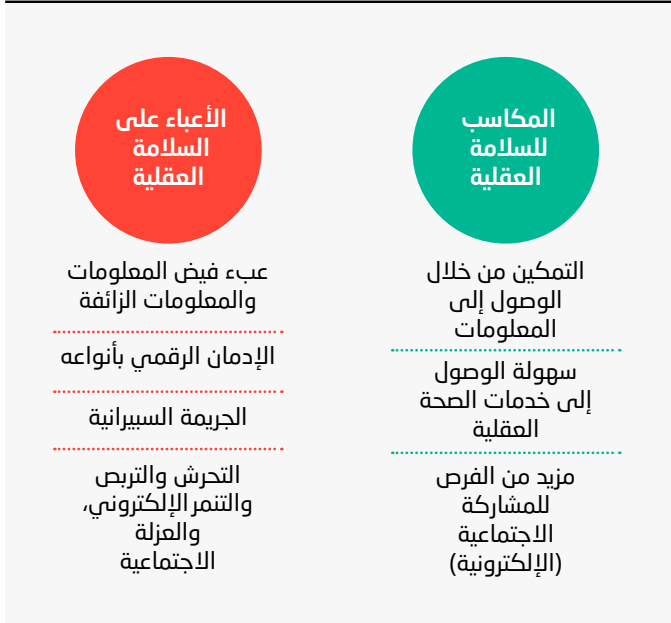 المكاسب
للسلامة
العقلية
التمكين من خلال
الوصول إلى
المعلومات
سهولة الوصول
إلى خدمات الصحة
العقلية
مزيد من الفرص
للمشاركة
الاجتماعية
(الإلكترونية)
الأعباء على
السلامة
العقلية
عبء فيض المعلومات
والمعلومات الزائفة
الإدمان الرقمي بأنواعه
الجريمة السيبرانية
التحرش والتربص
والتنمر الإلكتروني،
والعزلة
الاجتماعية